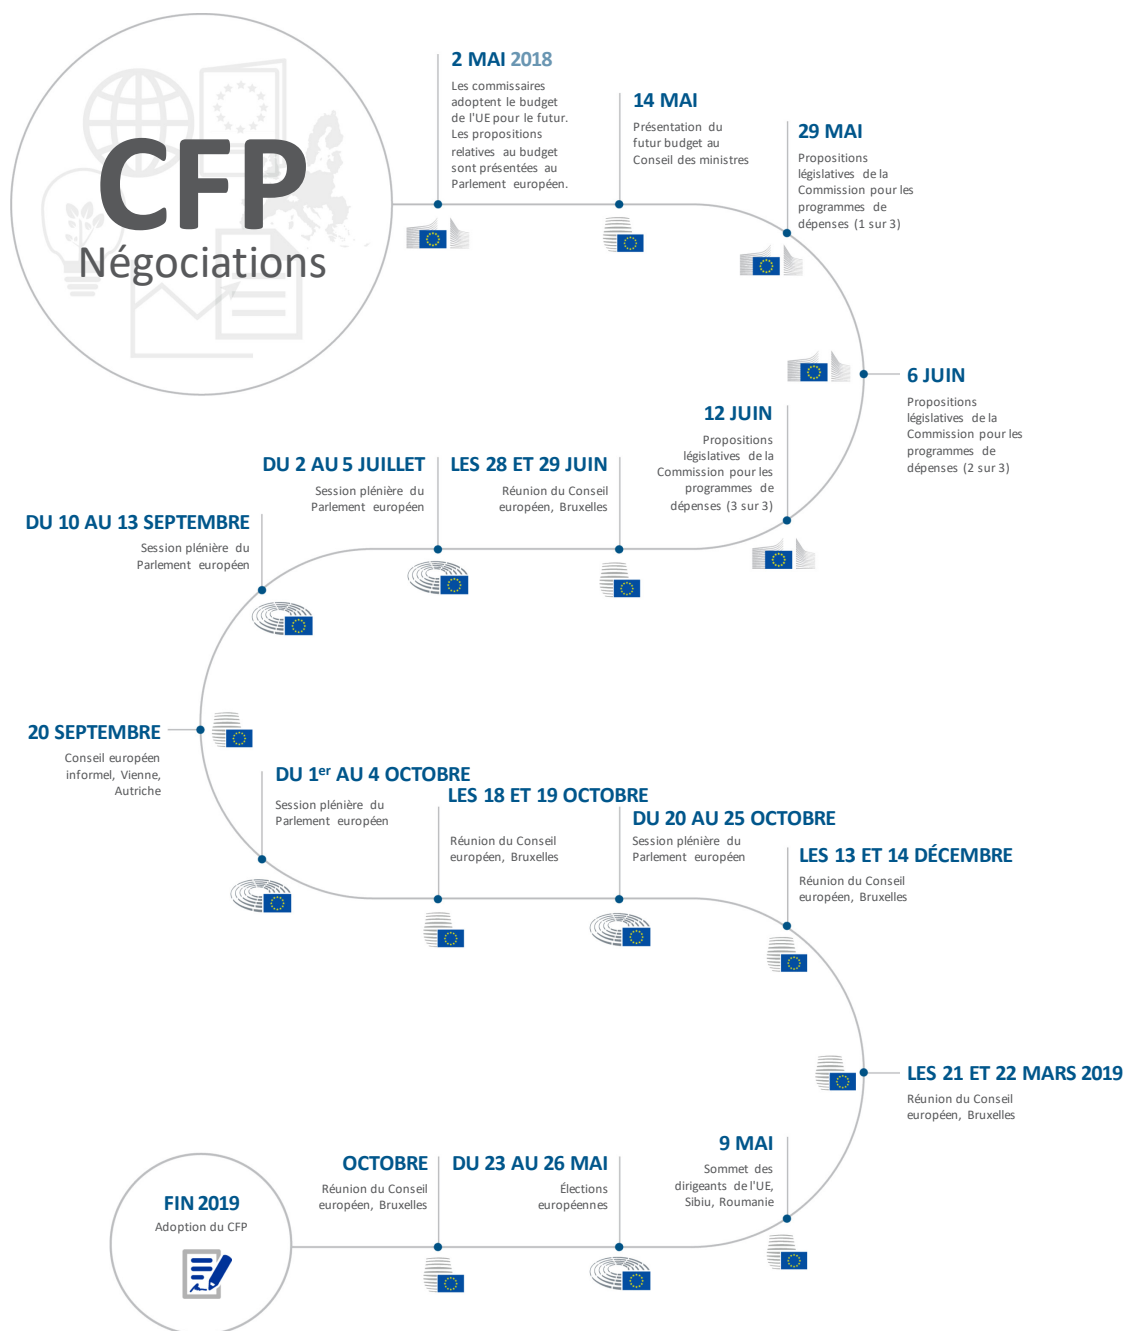 CFP
Négociations
2 MAI 2018
Les commissaires
adoptent le budget
de l'UE pour le futur.
Les propositions
relatives au budget
sont présentées au
Parlement européen.
14 MAI
Présentation du
futur budget au
Conseil des ministres
29 MAI
Propositions
législatives de la
Commission pour les
programmes de
dépenses (1 sur 3)
6 JUIN
Propositions
législatives de la
Commission pour les
programmes de
dépenses (2 sur 3)
12 JUIN
Propositions
législatives de la
Commission pour les
programmes de
dépenses (3 sur 3)
LES 28 ET 29 JUIN
Réunion du Conseil
européen, Bruxelles
DU 2 AU 5 JUILLET
Session plénière du
Parlement européen
DU 10 AU 13 SEPTEMBRE
Session plénière du
Parlement européen
20 SEPTEMBRE
Conseil européen
informel, Vienne,
Autriche
DU 1er AU 4 OCTOBRE
Session plénière du
Parlement européen
LES 18 ET 19 OCTOBRE
Réunion du Conseil
européen, Bruxelles
DU 20 AU 25 OCTOBRE
Session plénière du
Parlement européen
LES 13 ET 14 DÉCEMBRE
Réunion du Conseil
européen, Bruxelles
LES 21 ET 22 MARS 2019
Réunion du Conseil
européen, Bruxelles
9 MAI
Sommet des
dirigeants de l'UE,
Sibiu, Roumanie
DU 23 AU 26 MAI
Élections
européennes
OCTOBRE
Réunion du Conseil
européen, Bruxelles
FIN 2019
Adoption du CFP